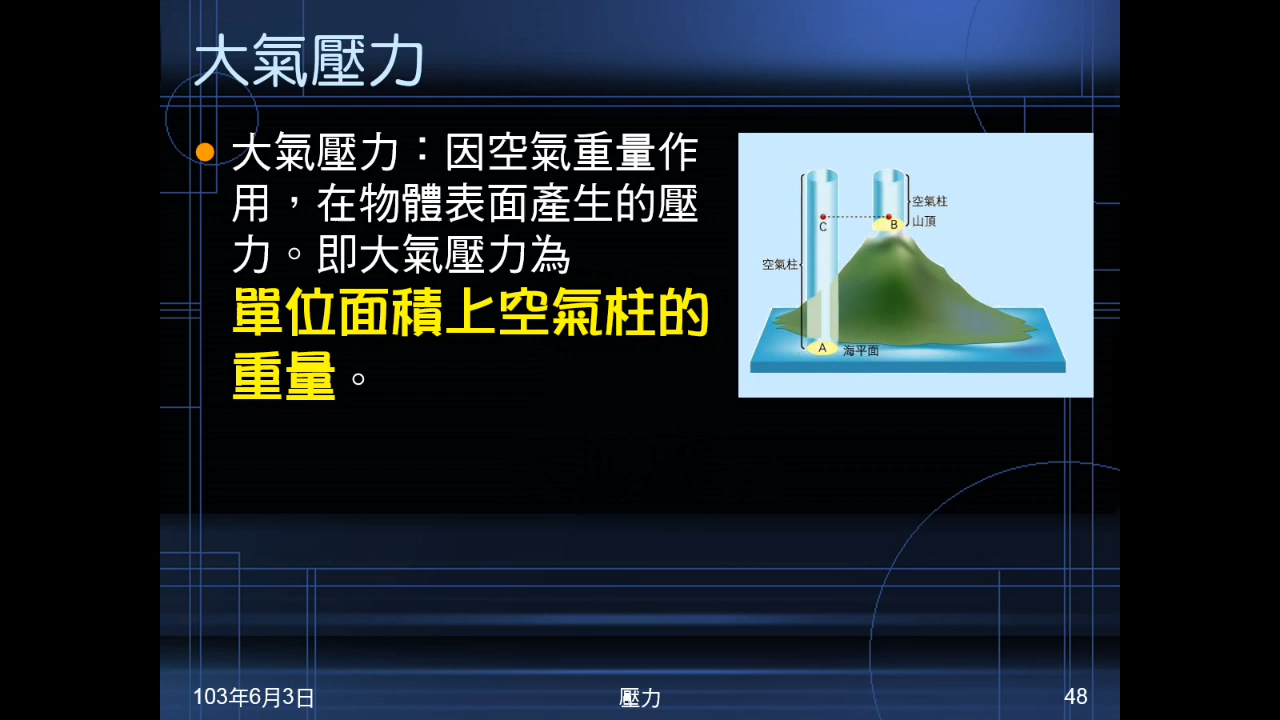 大氣壓力
大氣壓力：因空氣重量作
用，在物體表面產生的壓
力。即大氣壓力為
單位面積上空氣柱的
重量。
空氣柱
山頂
C
B
空氣柱
A
海平面
103年6月3日
壓力
48